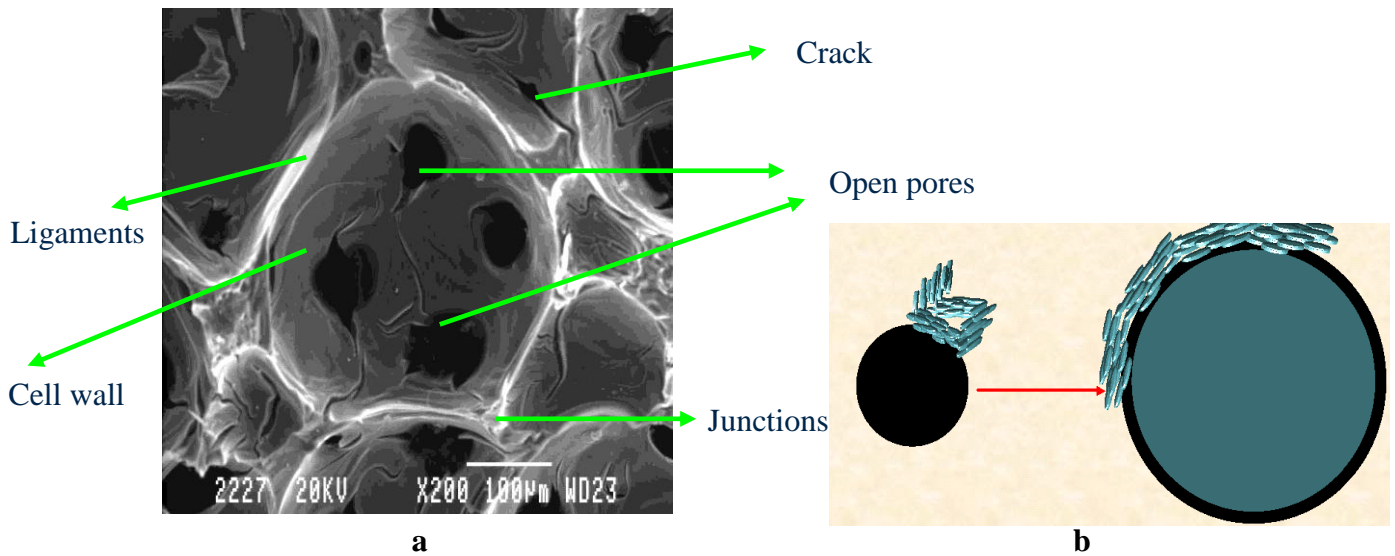 Crack
Open pores
Ligaments
Cell wall
Junctions
2227 20KV X200 100μm WD23
a
b